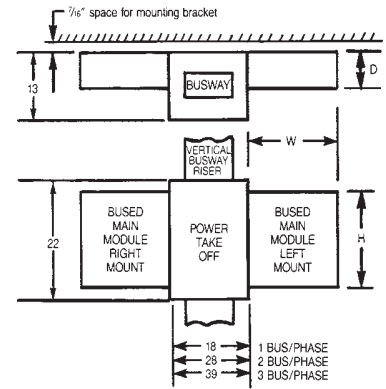 7/16" space for mounting bracket
13
BUSWAY
D
W
VERTICAL
BUSWAY
RISER
22
BUSED
MAIN
MODULE
RIGHT
MOUNT
POWER
TAKE
OFF
BUSED
MAIN
MODULE
LEFT
MOUNT
H
18 1 BUS/PHASE
28 2 BUS/PHASE
39 3 BUS/PHASE